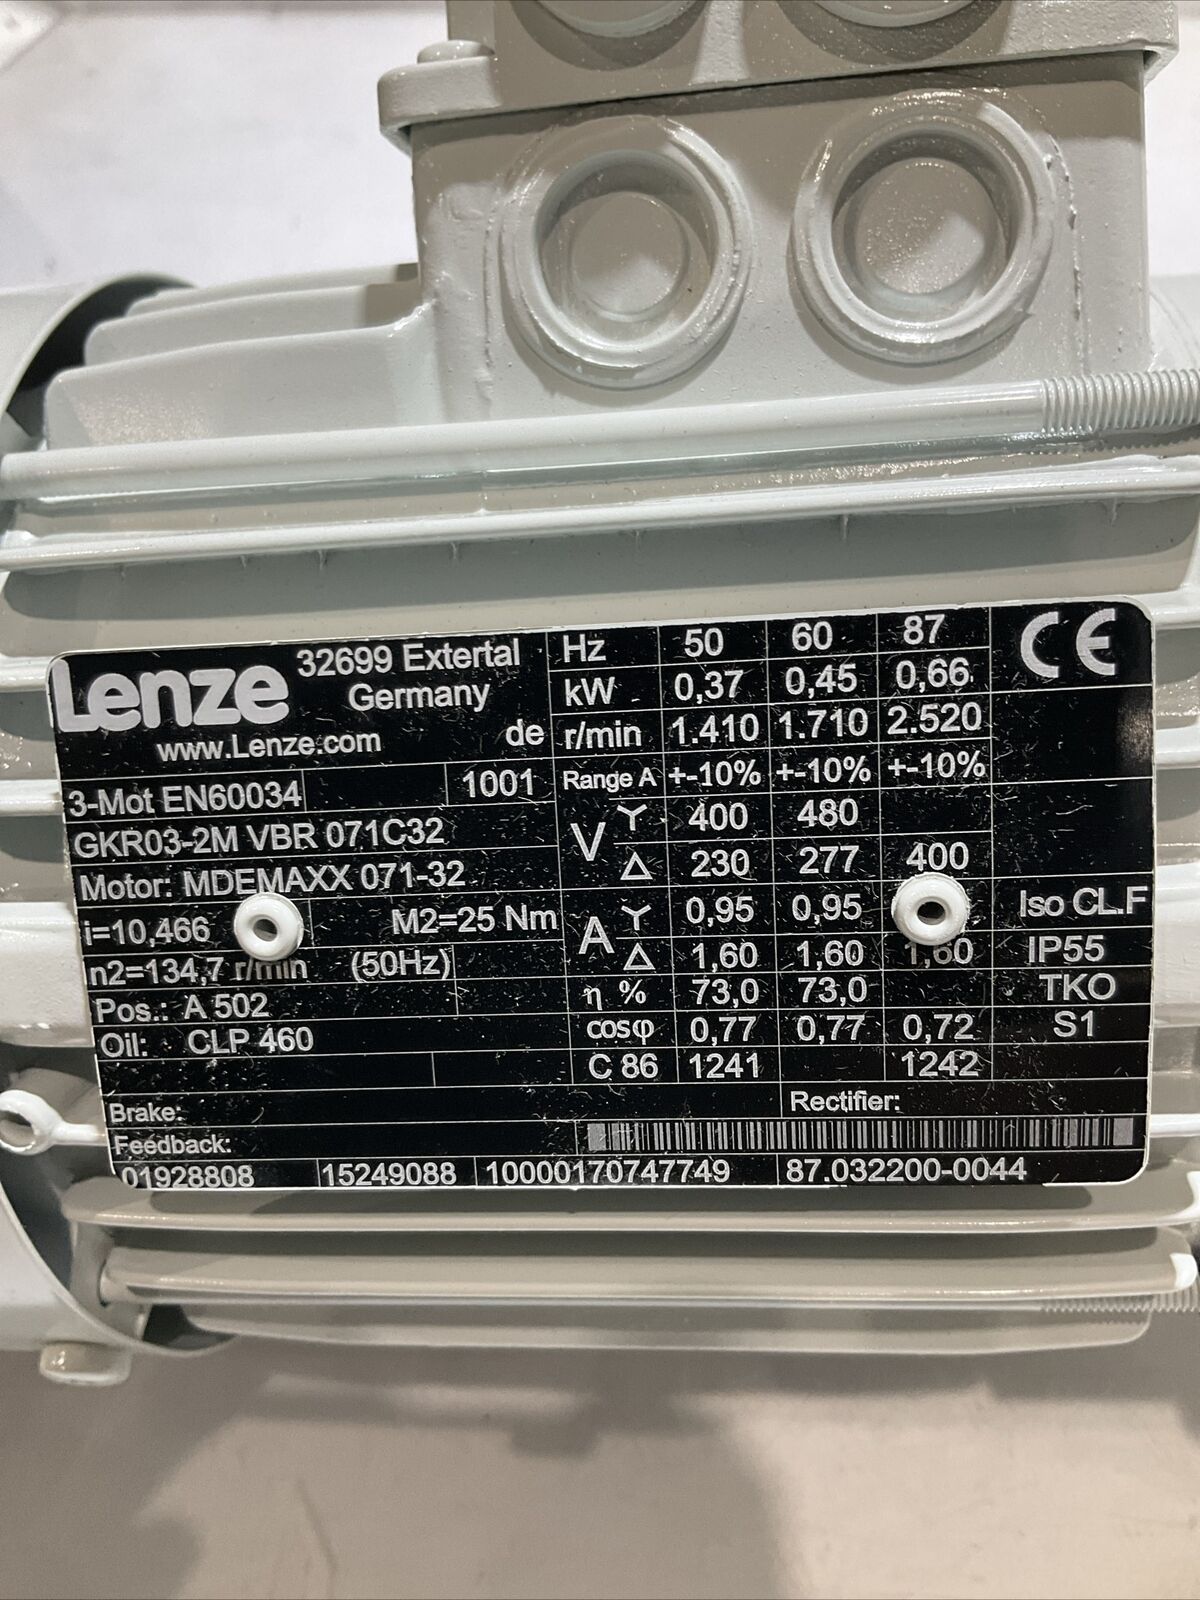 Lenze 32699 Extertal
Germany
www.Lenze.com de
3-Mot EN60034 1001
GKR03-2M VBR 071C32
Motor: MDEMAXX 071-32
i=10,466 M2=25 Nm
n2=134,7 r/min (50Hz)
Pos.: A 502
Oil: CLP 460
Brake:
Feedback:
Hz 50 60 87
kW 0,37 0,45 0,66
r/min 1.410 1.710 2.520
Range A +-10% +-10% +-10%
V Y 400 480
Δ 230 277 400
A Y 0,95 0,95
Δ 1,60 1,60 1,60
η % 73,0 73,0
cosφ 0,77 0,77 0,72
C 86 1241 1242
CE
Iso CL.F
IP55
TKO
S1
Rectifier:
01928808 15249088 10000170747749 87.032200-0044